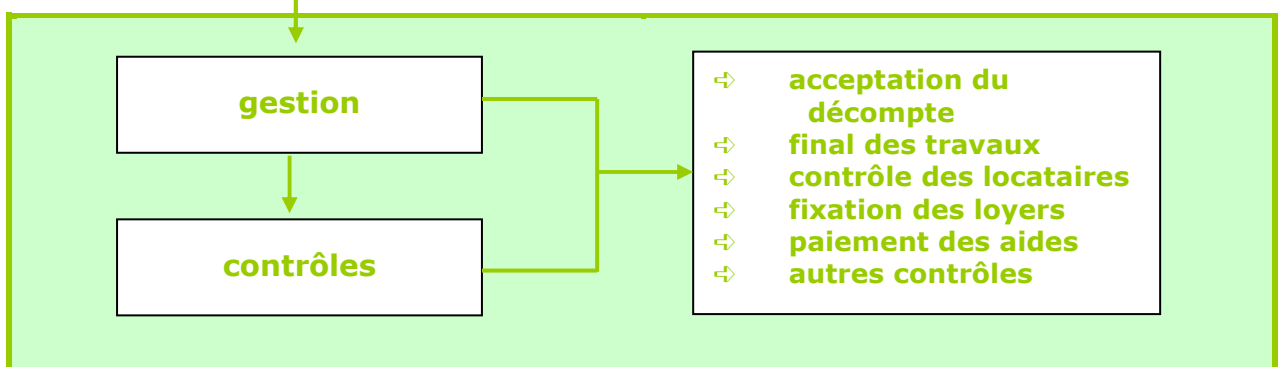 gestion
contrôles
➪ acceptation du
décompte
➪ final des travaux
➪ contrôle des locataires
➪ fixation des loyers
➪ paiement des aides
➪ autres contrôles